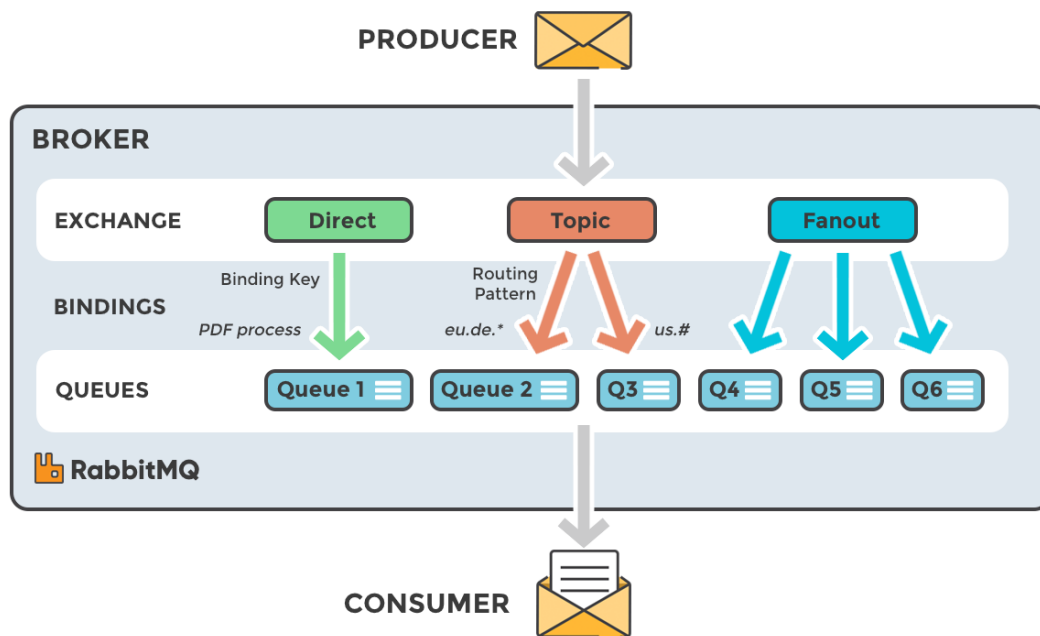 PRODUCER
BROKER
EXCHANGE
Direct
Topic
Fanout
BINDINGS
Binding Key
PDF process
Routing
Pattern
eu.de.*
us.#
QUEUES
Queue 1
Queue 2
Q3
Q4
Q5
Q6
RabbitMQ
CONSUMER